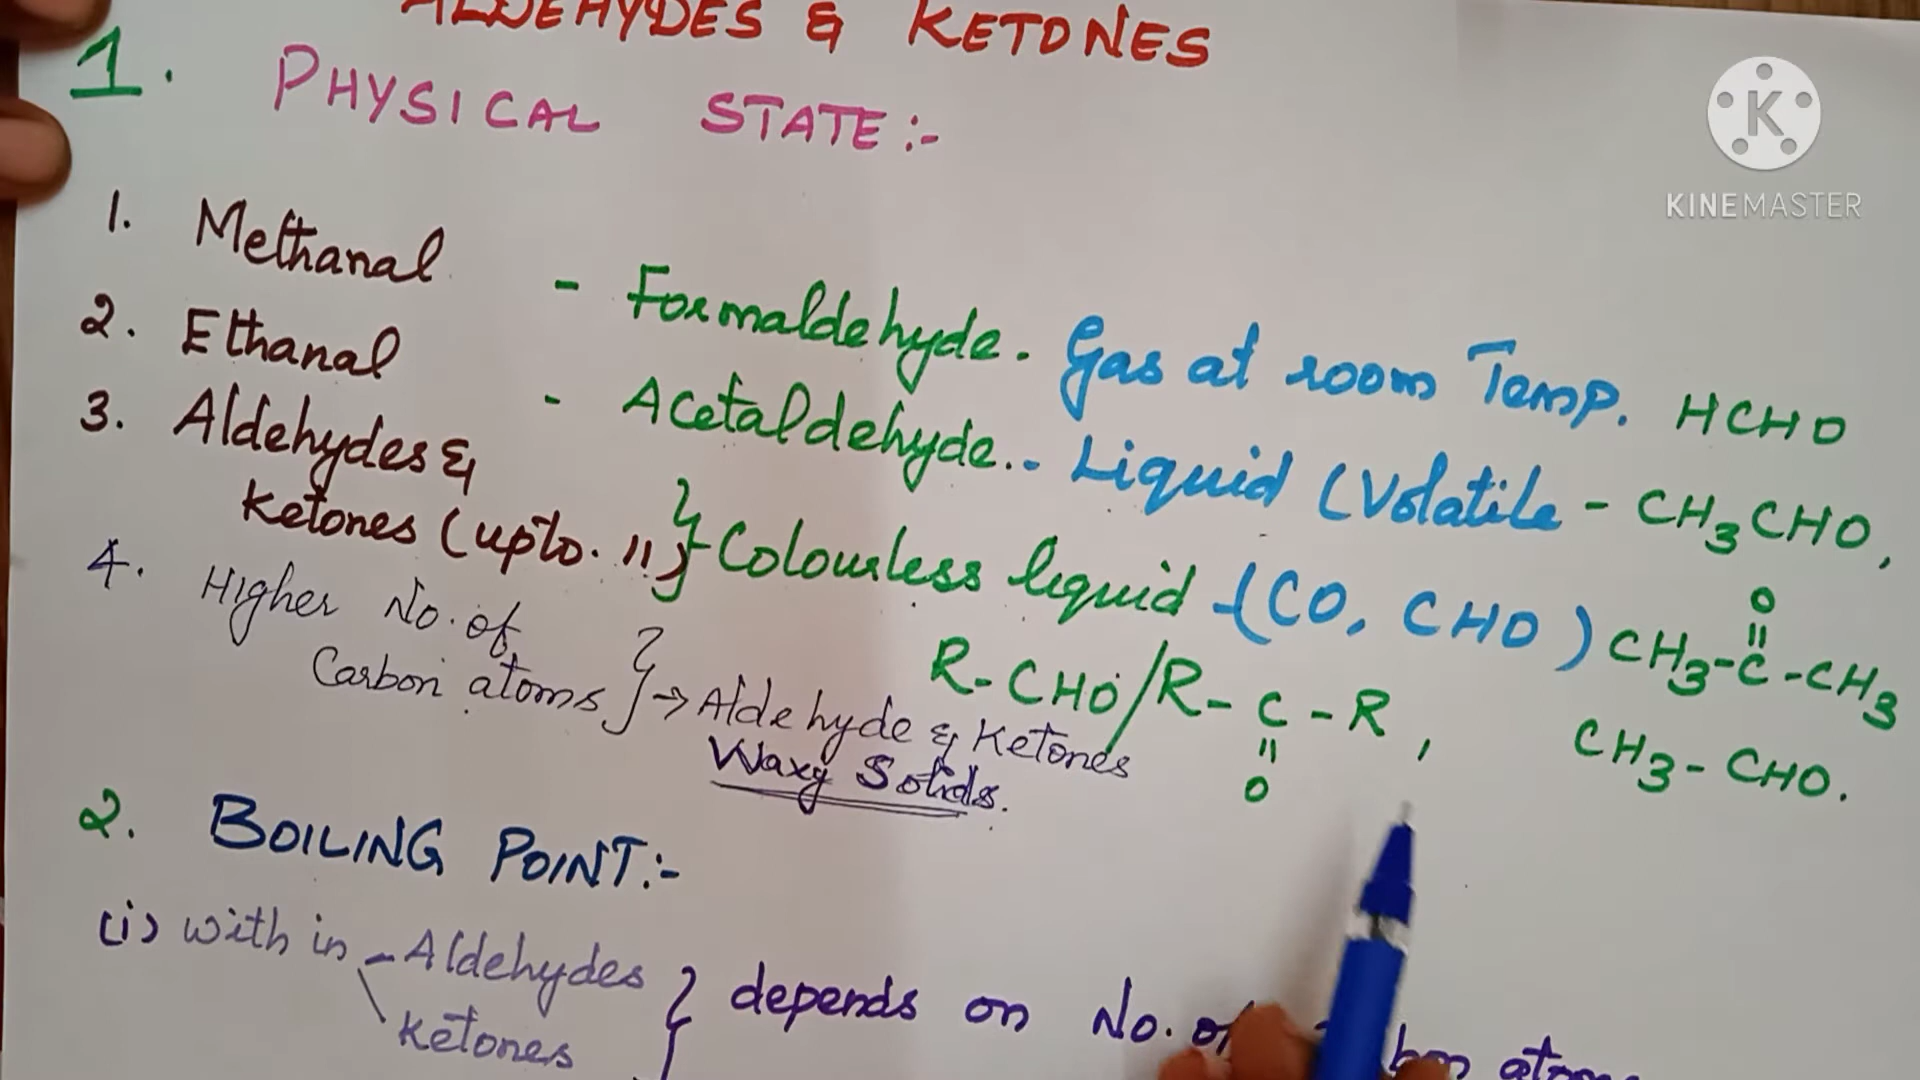 ALDEHYDES & KETONES
1. PHYSICAL STATE:-
KINEMASTER
1. Methanal - Formaldehyde. Gas at room Temp. HCHO
2. Ethanal - Acetaldehyde.. - Liquid (Volatile - CH3CHO,
3. Aldehydes &
Ketones (upto. 11) } Colourless liquid - (CO, CHO) CH3-C-CH3
O
=
4. Higher No. of
Carbon atoms } → Aldehyde & Ketones
Waxy Solids.
R-CHO/R-C-R,
=
O
CH3-CHO.
2. BOILING POINT:-
(i) with in - Aldehydes
Ketones } depends on No. of